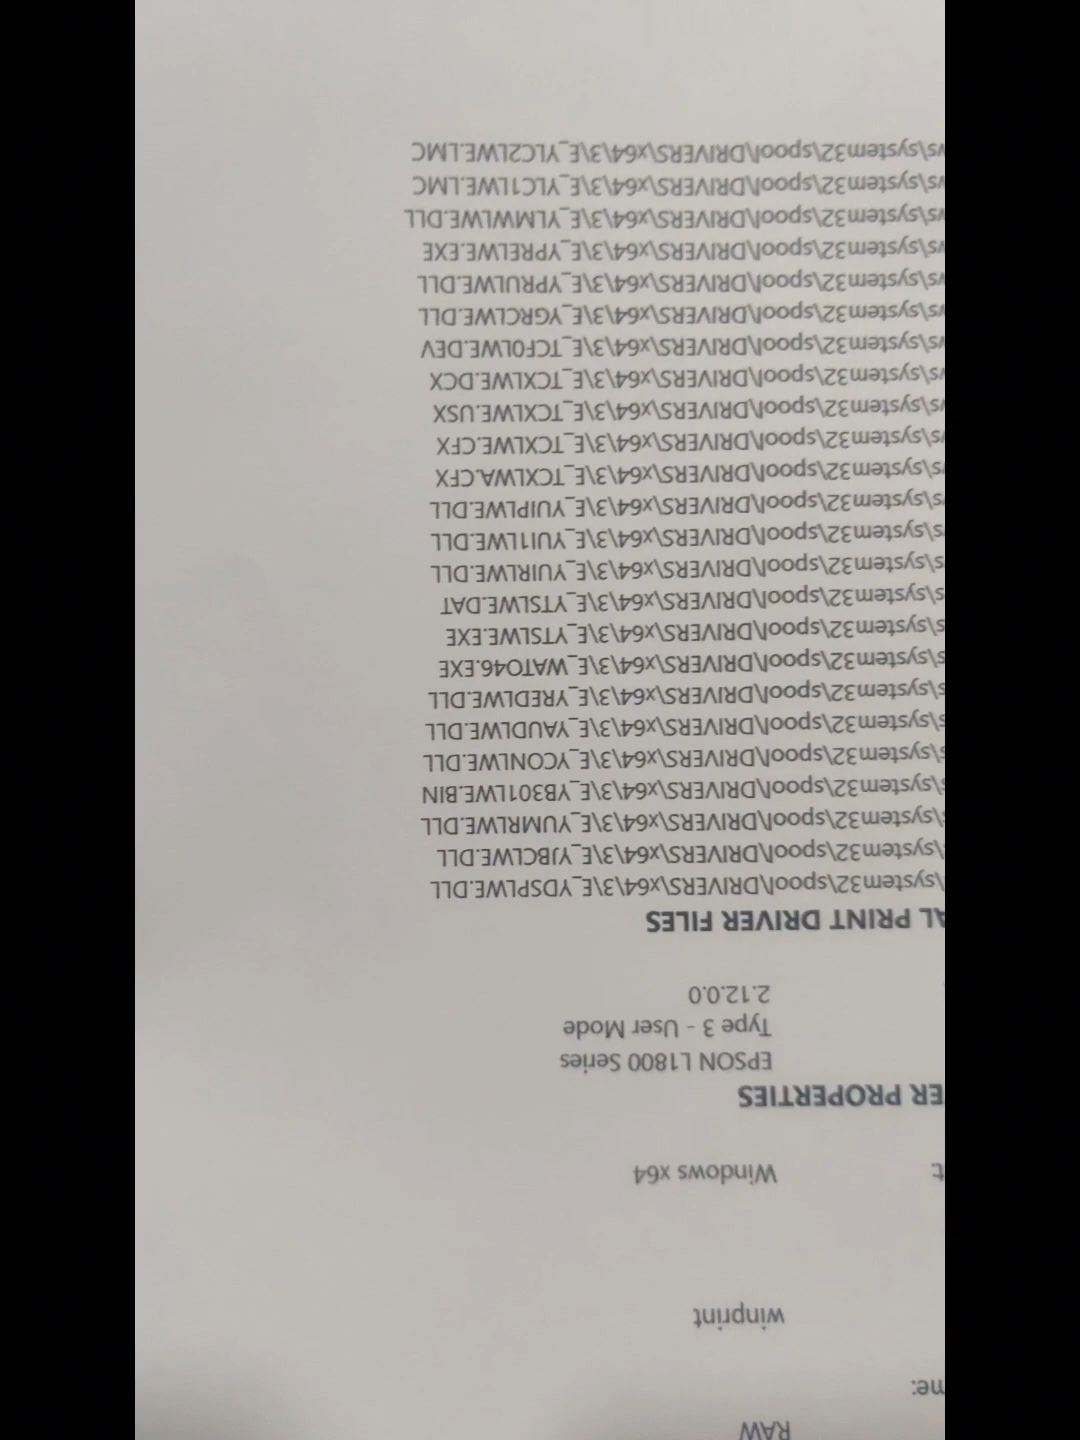 RAW
me:
winprint
t: Windows x64
ER PROPERTIES
EPSON L1800 Series
Type 3 - User Mode
2.12.0.0
AL PRINT DRIVER FILES
\system32\spool\DRIVERS\x64\3\E_YDSPLWE.DLL
\system32\spool\DRIVERS\x64\3\E_YJBCLWE.DLL
\system32\spool\DRIVERS\x64\3\E_YUMRLWE.DLL
\system32\spool\DRIVERS\x64\3\E_YB301LWE.BIN
s\system32\spool\DRIVERS\x64\3\E_YCONLWE.DLL
s\system32\spool\DRIVERS\x64\3\E_YAUDLWE.DLL
s\system32\spool\DRIVERS\x64\3\E_YREDLWE.DLL
s\system32\spool\DRIVERS\x64\3\E_WATO46.EXE
s\system32\spool\DRIVERS\x64\3\E_YTSLWE.EXE
s\system32\spool\DRIVERS\x64\3\E_YTSLWE.DAT
s\system32\spool\DRIVERS\x64\3\E_YUIRLWE.DLL
s\system32\spool\DRIVERS\x64\3\E_YUI1LWE.DLL
s\system32\spool\DRIVERS\x64\3\E_YUIPLWE.DLL
s\system32\spool\DRIVERS\x64\3\E_TCXLWA.CFX
s\system32\spool\DRIVERS\x64\3\E_TCXLWE.CFX
s\system32\spool\DRIVERS\x64\3\E_TCXLWE.USX
s\system32\spool\DRIVERS\x64\3\E_TCXLWE.DCX
s\system32\spool\DRIVERS\x64\3\E_TCF0LWE.DEV
s\system32\spool\DRIVERS\x64\3\E_YGRCLWE.DLL
s\system32\spool\DRIVERS\x64\3\E_YPRULWE.DLL
s\system32\spool\DRIVERS\x64\3\E_YPRELWE.EXE
s\system32\spool\DRIVERS\x64\3\E_YLMWLWE.DLL
ws\system32\spool\DRIVERS\x64\3\E_YLC1LWE.LMC
ws\system32\spool\DRIVERS\x64\3\E_YLC2LWE.LMC